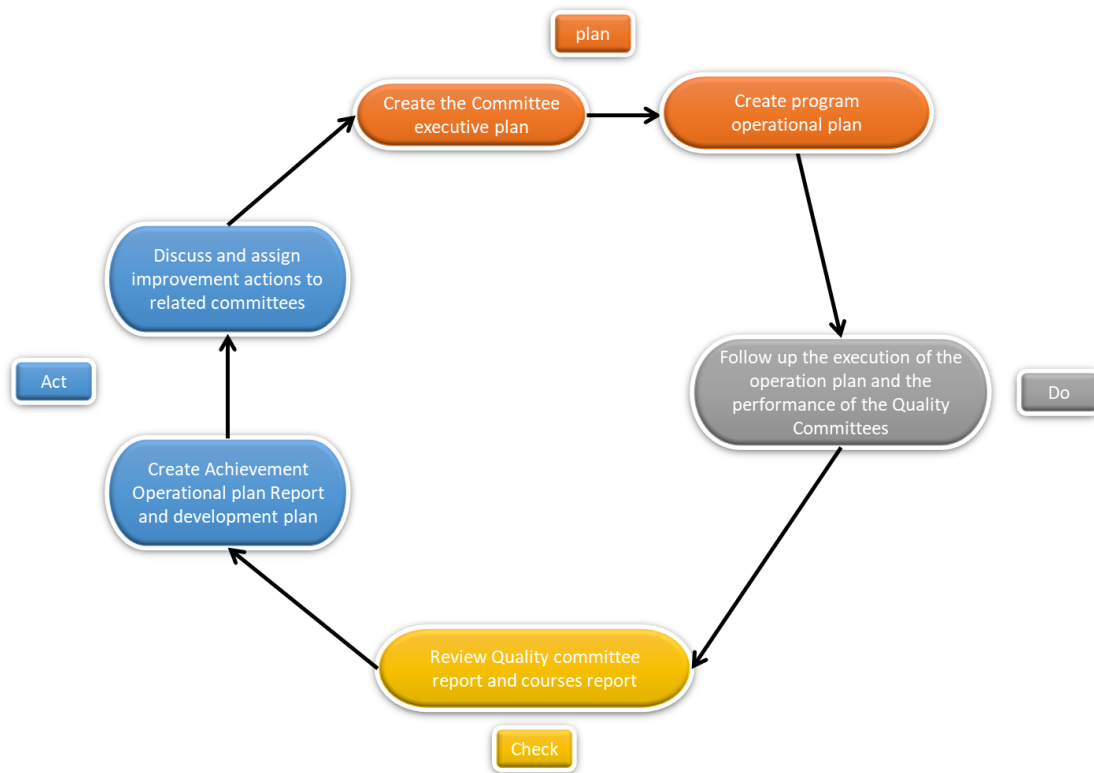 plan
Create the Committee
executive plan
Create program
operational plan
Discuss and assign
improvement actions to
related committees
Follow up the execution of the
operation plan and the
performance of the Quality
Committees
Act
Do
Create Achievement
Operational plan Report
and development plan
Review Quality committee
report and courses report
Check